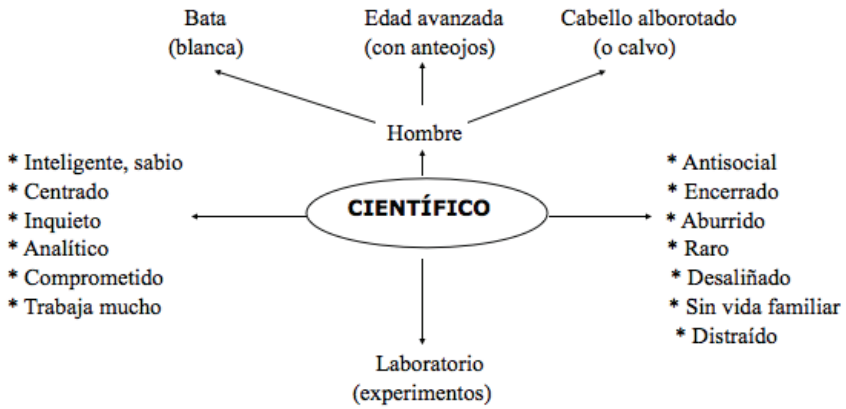 Bata
(blanca)
Edad avanzada
(con anteojos)
Cabello alborotado
(o calvo)
Hombre
* Inteligente, sabio
* Centrado
* Inquieto
* Analítico
* Comprometido
* Trabaja mucho
CIENTÍFICO
* Antisocial
* Encerrado
* Aburrido
* Raro
* Desaliñado
* Sin vida familiar
* Distraído
Laboratorio
(experimentos)